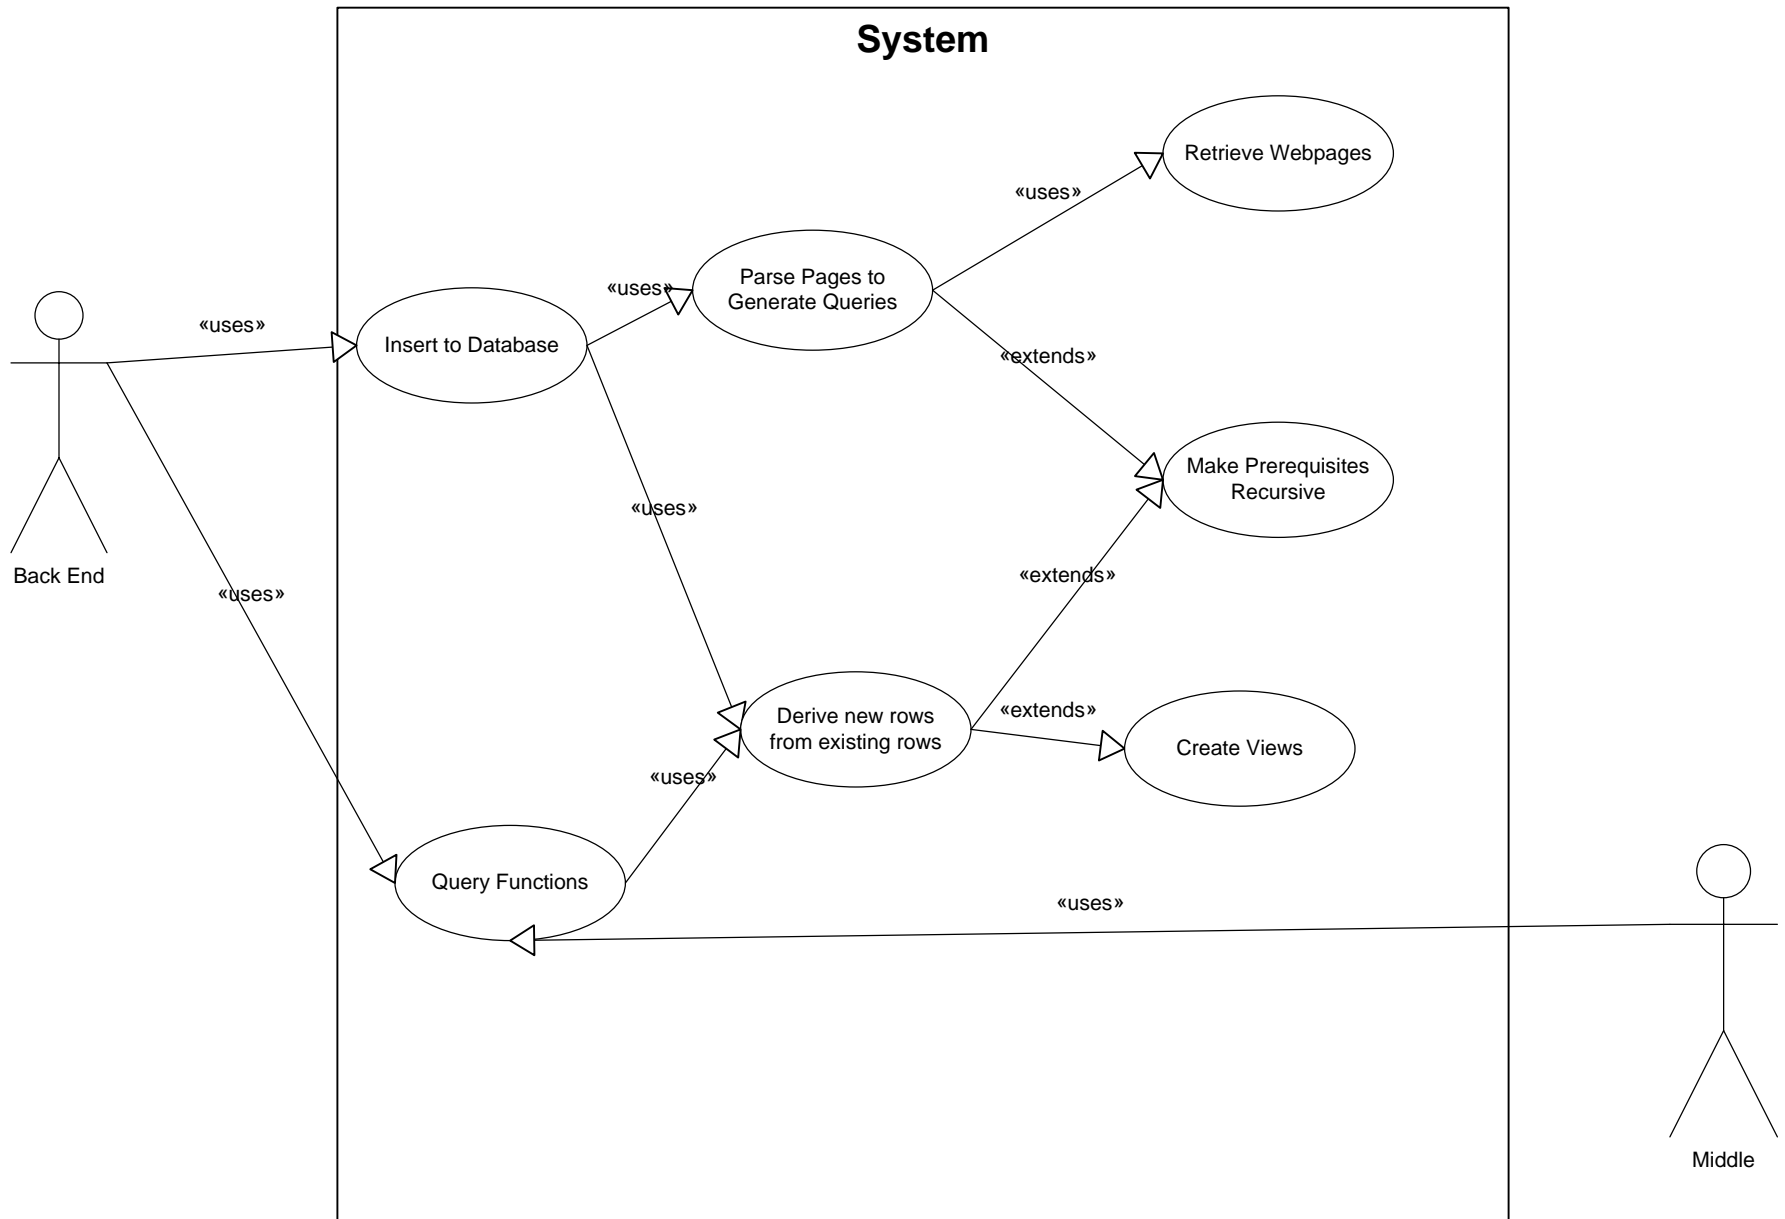 System
Retrieve Webpages
«uses»
Parse Pages to
Generate Queries
«uses»
«uses»
Insert to Database
«extends»
Make Prerequisites
Recursive
«uses»
Back End
«extends»
«uses»
Derive new rows
from existing rows
«extends»
Create Views
«uses»
Query Functions
«uses»
Middle